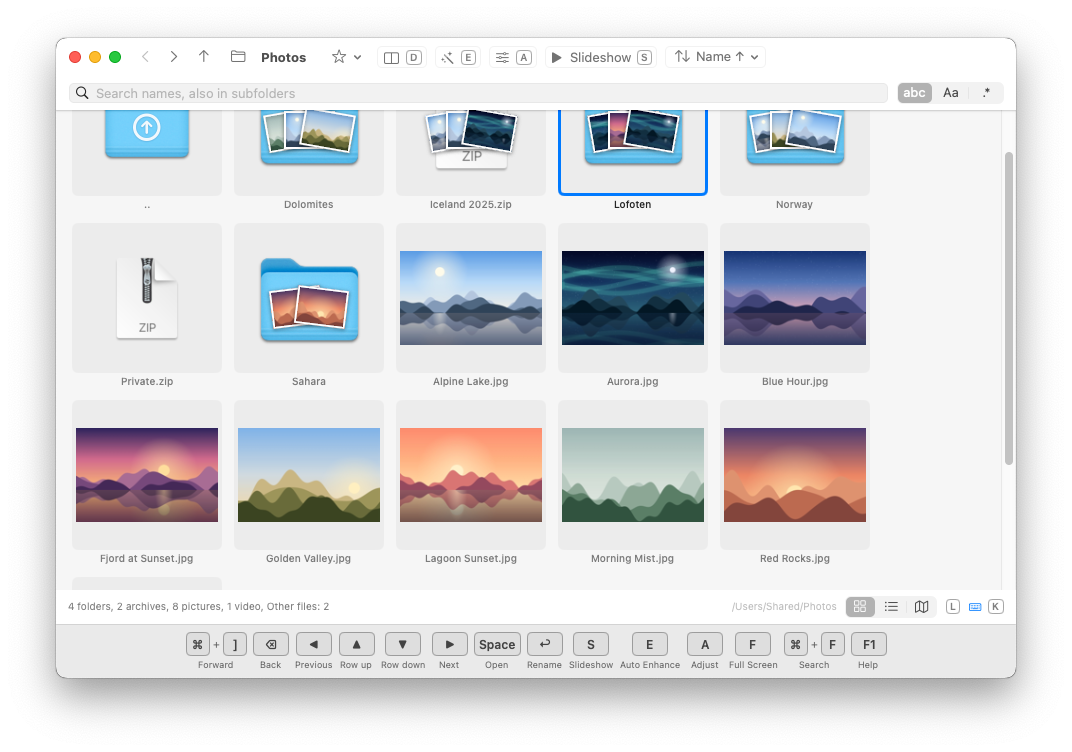 Photos
D
E
A
Slideshow S
Name
Search names, also in subfolders
abc
Aa
.*
ZIP
..
Dolomites
Iceland 2025.zip
Lofoten
Norway
ZIP
Private.zip
Sahara
Alpine Lake.jpg
Aurora.jpg
Blue Hour.jpg
Fjord at Sunset.jpg
Golden Valley.jpg
Lagoon Sunset.jpg
Morning Mist.jpg
Red Rocks.jpg
4 folders, 2 archives, 8 pictures, 1 video, Other files: 2
/Users/Shared/Photos
L
K
⌘ + ]
Forward
⌫
Back
◀
Previous
▲
Row up
▼
Row down
▶
Next
Space
Open
↩
Rename
S
Slideshow
E
Auto Enhance
A
Adjust
F
Full Screen
⌘ + F
Search
F1
Help